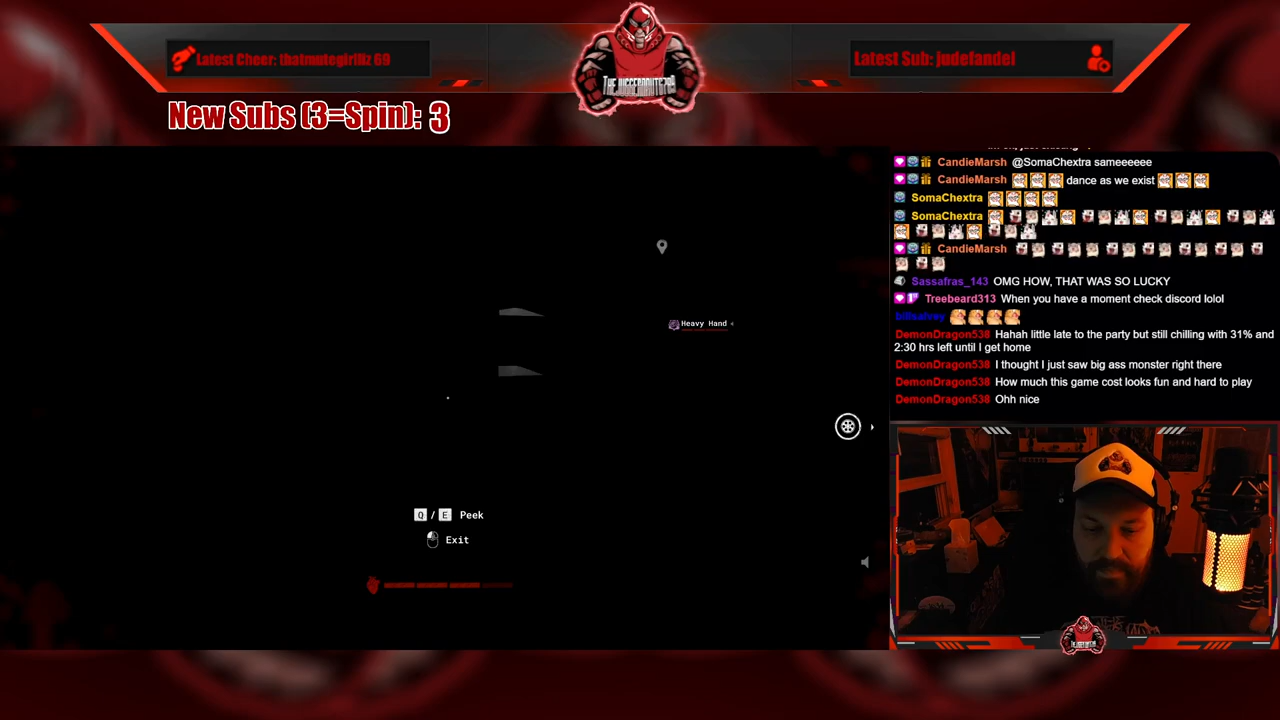 Latest Cheer: thatmutegirlliz 69
THEJUGGERNAUT6789
Latest Sub: judefandel
New Subs (3=Spin): 3
CandieMarsh @SomaChextra sameeeeee
CandieMarsh dance as we exist
SomaChextra
SomaChextra
CandieMarsh
Sassafras_143 OMG HOW, THAT WAS SO LUCKY
Treebeard313 When you have a moment check discord lolol
billsalvey
DemonDragon538 Hahah little late to the party but still chilling with 31% and
2:30 hrs left until I get home
DemonDragon538 I thought I just saw big ass monster right there
DemonDragon538 How much this game cost looks fun and hard to play
DemonDragon538 Ohh nice
Heavy Hand
Q / E Peek
Exit